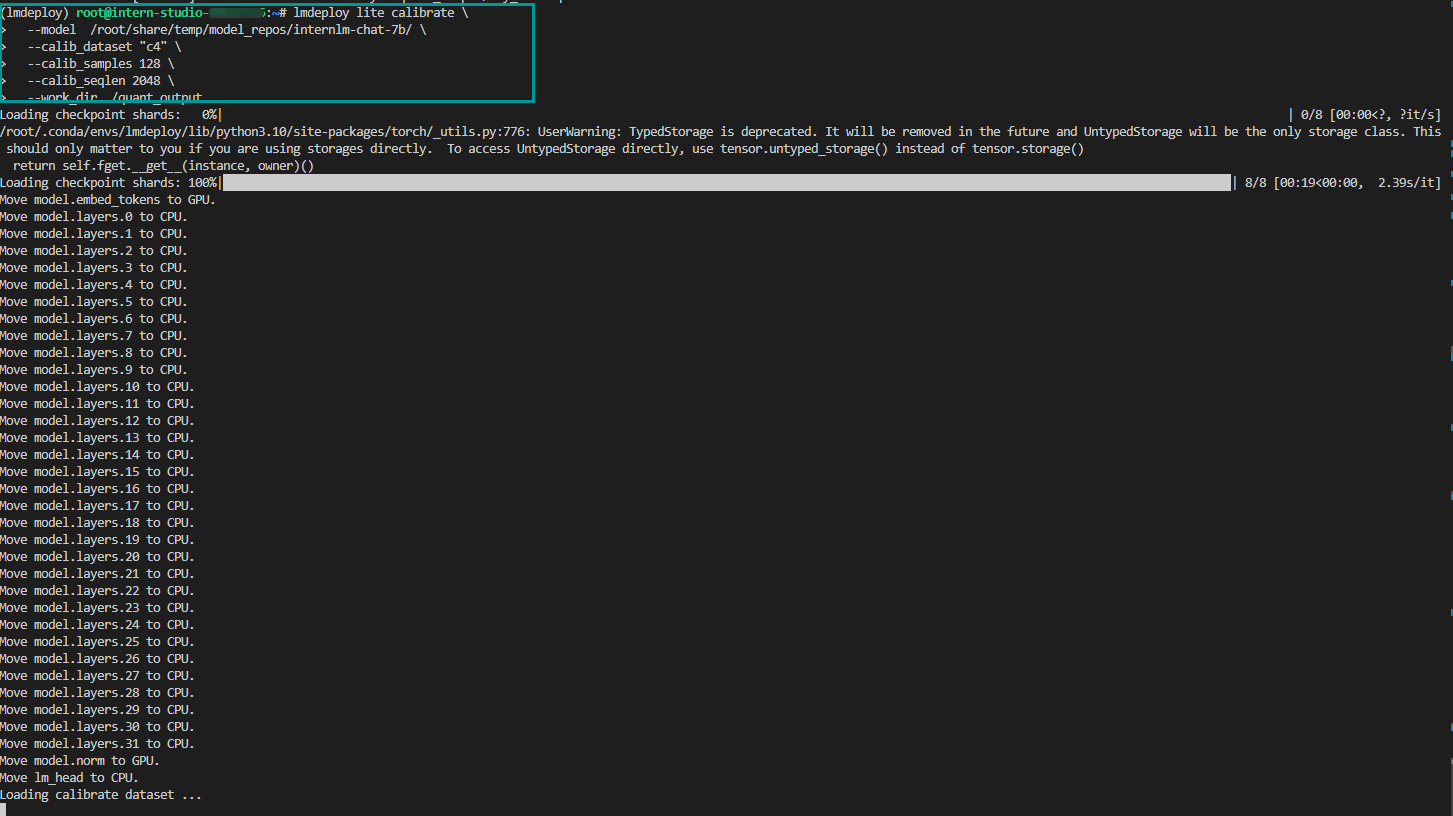 (lmdeploy) root@intern-studio-:~# lmdeploy lite calibrate \
>   --model  /root/share/temp/model_repos/internlm-chat-7b/ \
>   --calib_dataset "c4" \
>   --calib_samples 128 \
>   --calib_seqlen 2048 \
>   --work_dir  /quant_output
Loading checkpoint shards:   0%| | 0/8 [00:00<?, ?it/s]
/root/.conda/envs/lmdeploy/lib/python3.10/site-packages/torch/_utils.py:776: UserWarning: TypedStorage is deprecated. It will be removed in the future and UntypedStorage will be the only storage class. This
should only matter to you if you are using storages directly.  To access UntypedStorage directly, use tensor.untyped_storage() instead of tensor.storage()
  return self.fget.__get__(instance, owner)()
Loading checkpoint shards: 100%| | 8/8 [00:19<00:00,  2.39s/it]
Move model.embed_tokens to GPU.
Move model.layers.0 to CPU.
Move model.layers.1 to CPU.
Move model.layers.2 to CPU.
Move model.layers.3 to CPU.
Move model.layers.4 to CPU.
Move model.layers.5 to CPU.
Move model.layers.6 to CPU.
Move model.layers.7 to CPU.
Move model.layers.8 to CPU.
Move model.layers.9 to CPU.
Move model.layers.10 to CPU.
Move model.layers.11 to CPU.
Move model.layers.12 to CPU.
Move model.layers.13 to CPU.
Move model.layers.14 to CPU.
Move model.layers.15 to CPU.
Move model.layers.16 to CPU.
Move model.layers.17 to CPU.
Move model.layers.18 to CPU.
Move model.layers.19 to CPU.
Move model.layers.20 to CPU.
Move model.layers.21 to CPU.
Move model.layers.22 to CPU.
Move model.layers.23 to CPU.
Move model.layers.24 to CPU.
Move model.layers.25 to CPU.
Move model.layers.26 to CPU.
Move model.layers.27 to CPU.
Move model.layers.28 to CPU.
Move model.layers.29 to CPU.
Move model.layers.30 to CPU.
Move model.layers.31 to CPU.
Move model.norm to GPU.
Move lm_head to CPU.
Loading calibrate dataset ...